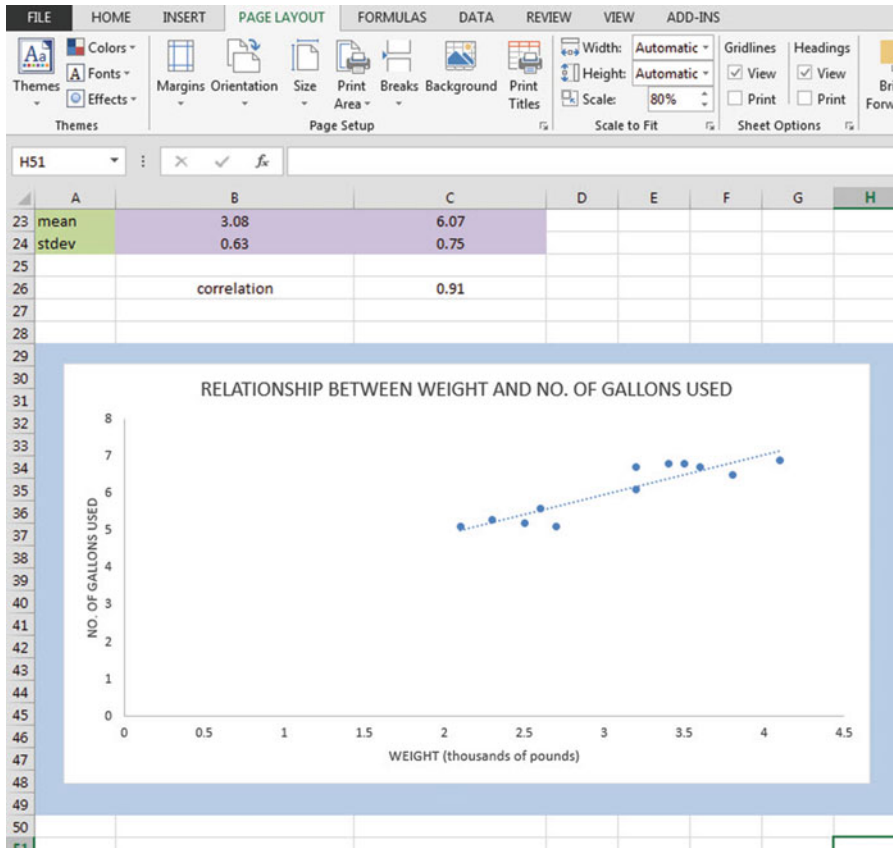 FILE HOME INSERT PAGE LAYOUT FORMULAS DATA REVIEW VIEW ADD-INS
Aa Colors Width: Automatic Gridlines Headings
A Fonts Height: Automatic View View
Themes Effects Margins Orientation Size Print Area Breaks Background Print Titles Scale: 80% Print Print
Themes Page Setup Scale to Fit Sheet Options
H51 fx
A B C D E F G H
23 mean 3.08 6.07
24 stdev 0.63 0.75
25
26 correlation 0.91
27
28
29
30
31
32
33
34
35
36
37
38
39
40
41
42
43
44
45
46
47
48
49
50
51
RELATIONSHIP BETWEEN WEIGHT AND NO. OF GALLONS USED
NO. OF GALLONS USED
8
7
6
5
4
3
2
1
0
0 0.5 1 1.5 2 2.5 3 3.5 4 4.5
WEIGHT (thousands of pounds)